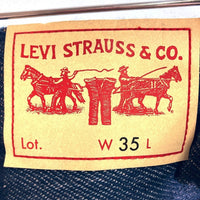 LEVI STRAUSS & CO.
Lot. W 35 L